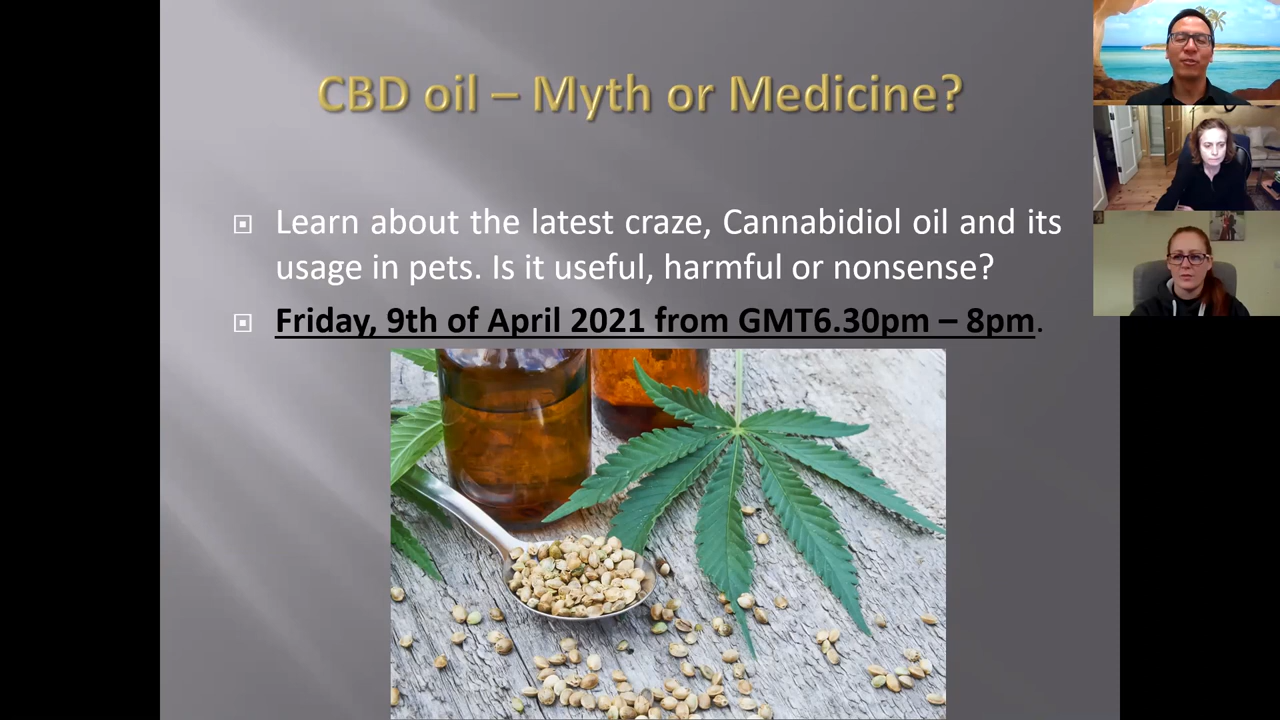 CBD oil – Myth or Medicine?
Learn about the latest craze, Cannabidiol oil and its
usage in pets. Is it useful, harmful or nonsense?
Friday, 9th of April 2021 from GMT6.30pm – 8pm.